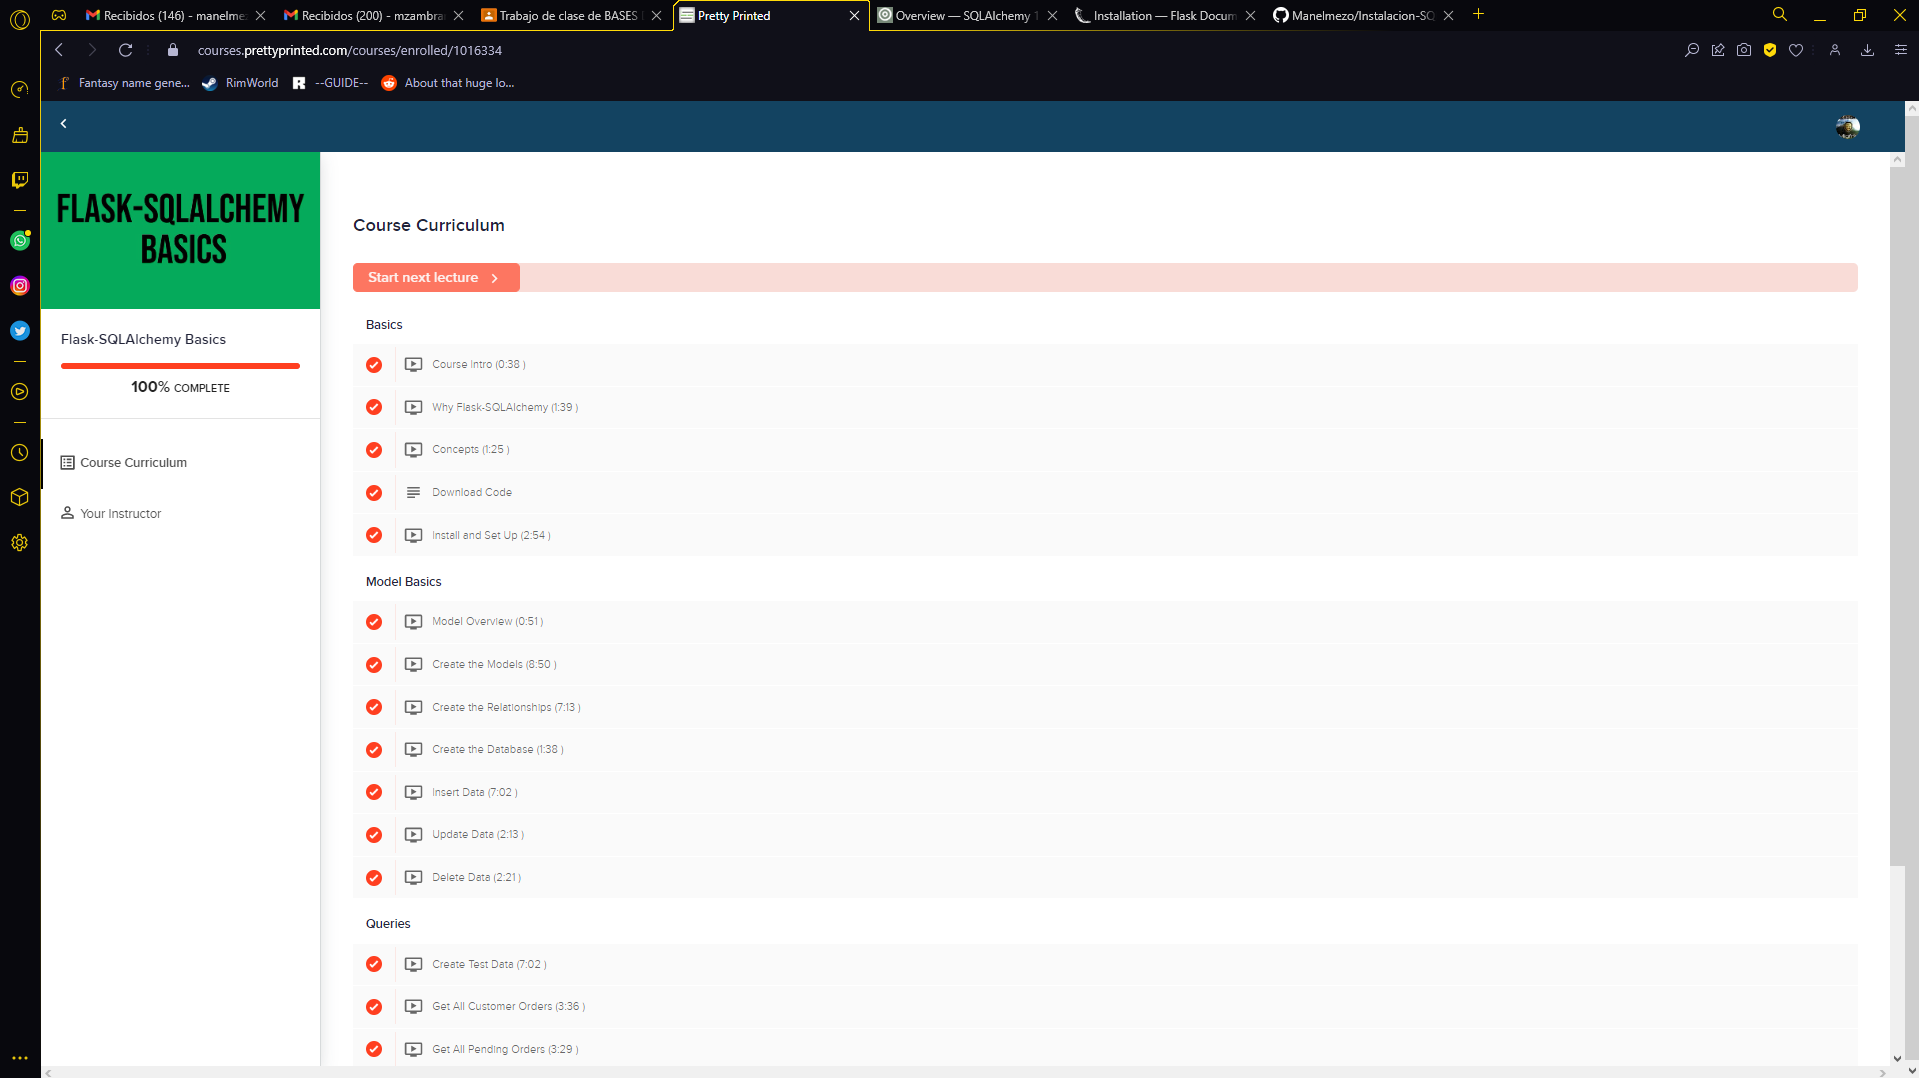 Recibidos (146) - manelmez
Recibidos (200) - mzambran
Trabajo de clase de BASES
Pretty Printed
Overview — SQLAlchemy 1
Installation — Flask Docum
Manelmezo/Instalacion-SQ
courses.prettyprinted.com/courses/enrolled/1016334
Fantasy name gene...
RimWorld
--GUIDE--
About that huge lo...
FLASK-SQLALCHEMY
BASICS
Flask-SQLAlchemy Basics
100% COMPLETE
Course Curriculum
Your Instructor
Course Curriculum
Start next lecture
Basics
Course Intro (0:38 )
Why Flask-SQLAlchemy (1:39 )
Concepts (1:25 )
Download Code
Install and Set Up (2:54 )
Model Basics
Model Overview (0:51 )
Create the Models (8:50 )
Create the Relationships (7:13 )
Create the Database (1:38 )
Insert Data (7:02 )
Update Data (2:13 )
Delete Data (2:21 )
Queries
Create Test Data (7:02 )
Get All Customer Orders (3:36 )
Get All Pending Orders (3:29 )